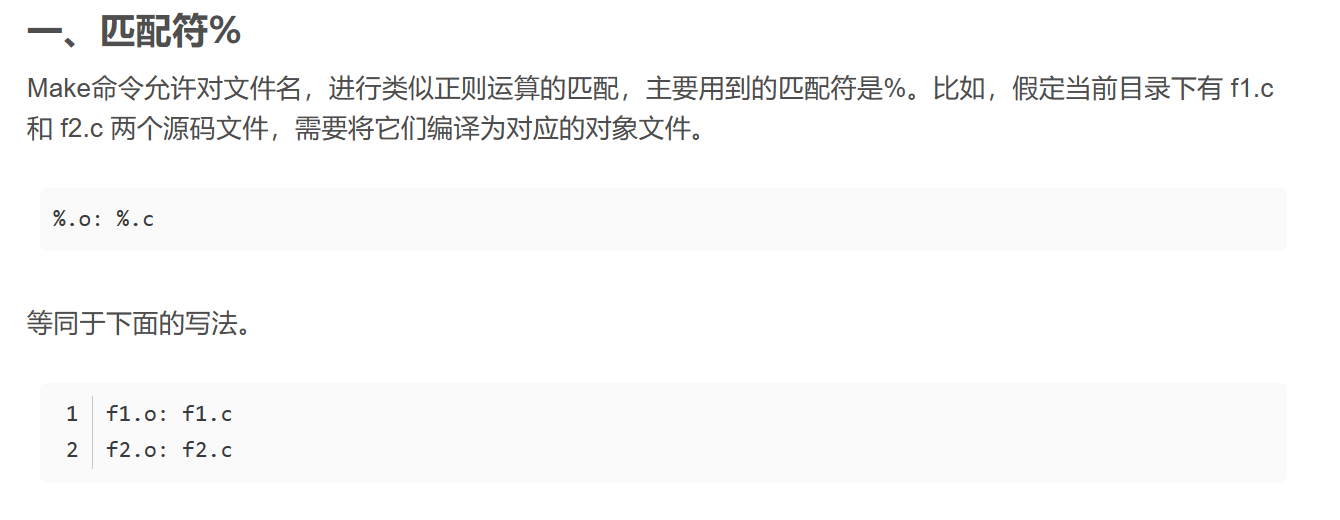 一、匹配符%
Make命令允许对文件名，进行类似正则运算的匹配，主要用到的匹配符是%。比如，假定当前目录下有 f1.c
和 f2.c 两个源码文件，需要将它们编译为对应的对象文件。
%.o: %.c
等同于下面的写法。
1 f1.o: f1.c
2 f2.o: f2.c